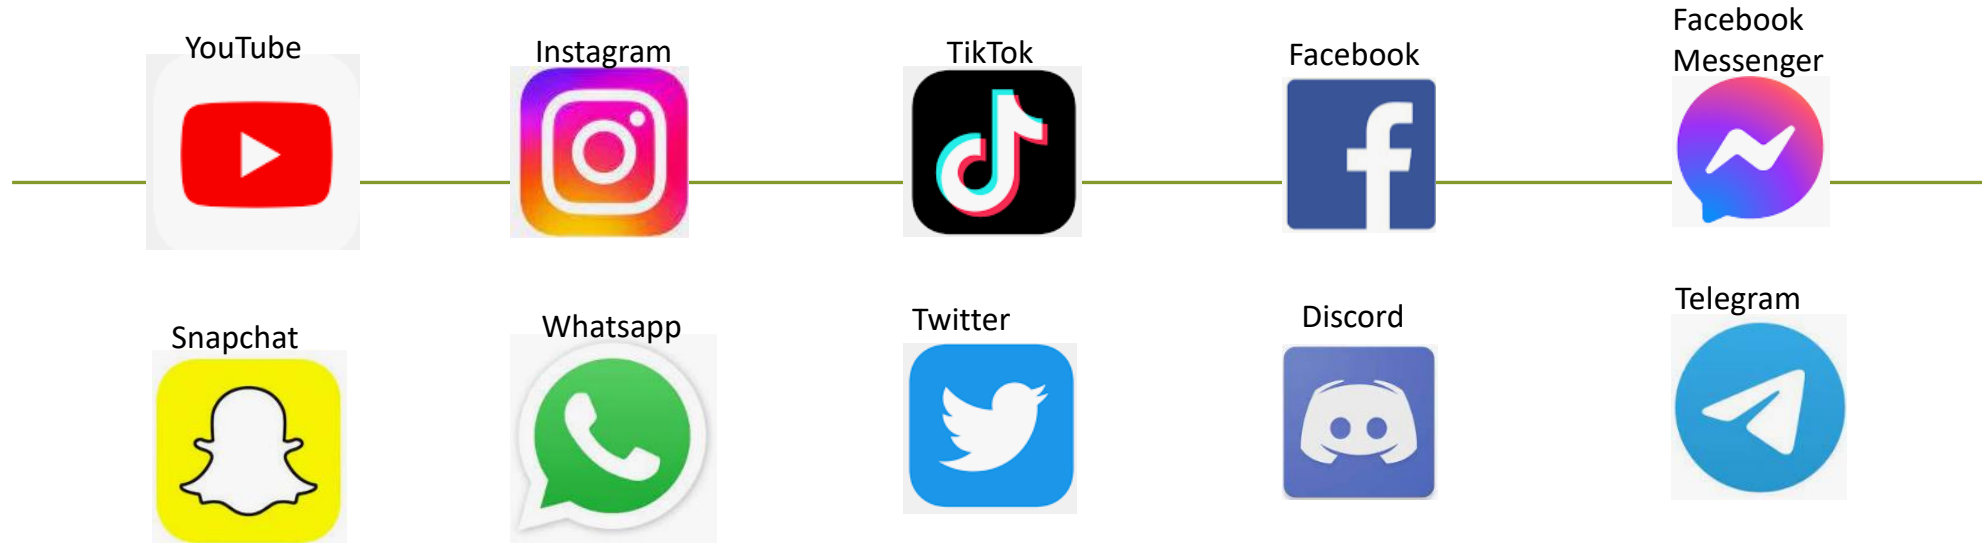 YouTube
Instagram
TikTok
Facebook
Facebook
Messenger
Snapchat
Whatsapp
Twitter
Discord
Telegram